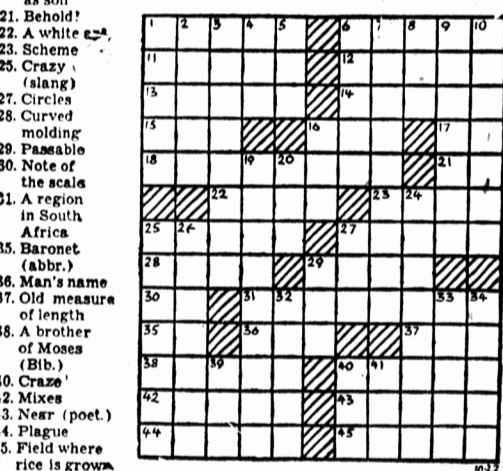 as soil
21. Behold!
22. A white
23. Scheme
25. Crazy
(slang)
27. Circles
28. Curved
molding
29. Passable
30. Note of
the scale
31. A region
in South
Africa
35. Baronet
(abbr.)
36. Man's name
37. Old measure
of length
38. A brother
of Moses
(Bib.)
40. Craze
42. Mixes
43. Near (poet.)
44. Plague
45. Field where
rice is grown
1 2 3 4 5 6 7 8 9 10
11 12
13 14
15 16 17
18 19 20 21
22 23 24
25 26 27
28 29
30 31 32 33 34
35 36 37
38 39 40 41
42 43
44 45